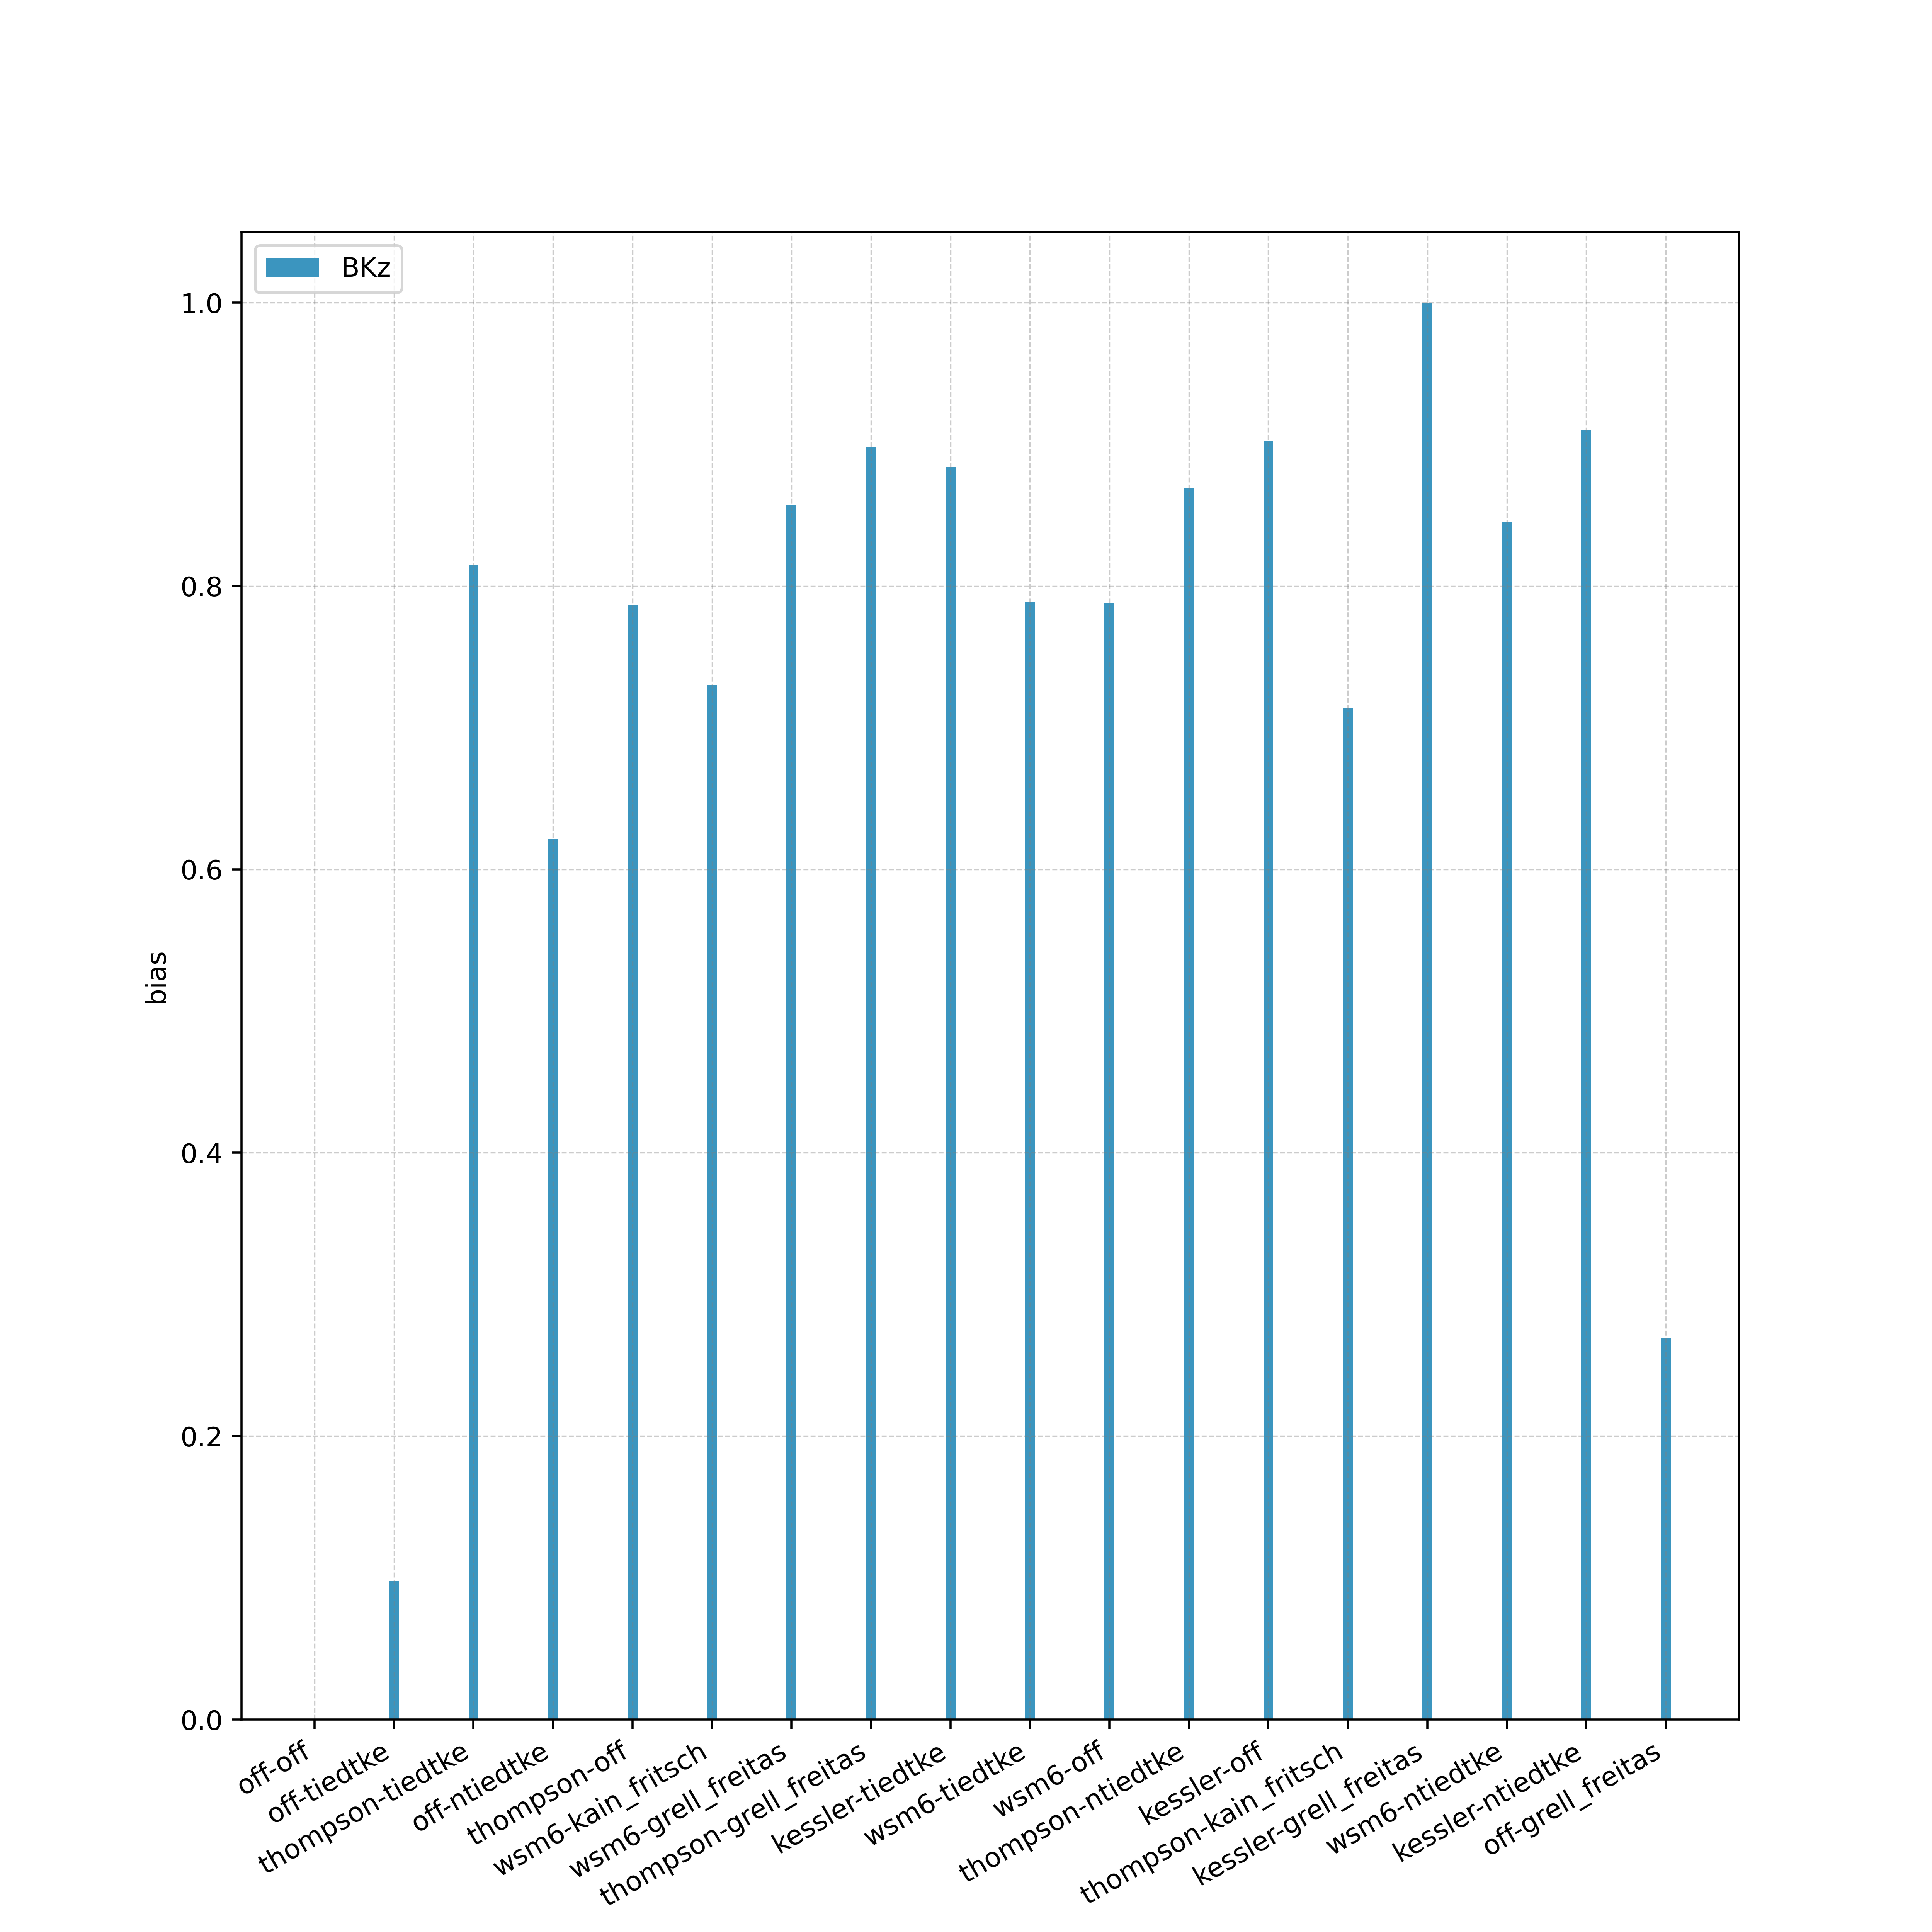 BKz
1.0
0.8
0.6
0.4
0.2
0.0
bias
off-off
off-tiedtke
thompson-tiedtke
off-ntiedtke
thompson-off
wsm6-kain_fritsch
wsm6-grell_freitas
thompson-grell_freitas
kessler-tiedtke
wsm6-tiedtke
wsm6-off
thompson-ntiedtke
kessler-off
thompson-kain_fritsch
kessler-grell_freitas
wsm6-ntiedtke
kessler-ntiedtke
off-grell_freitas